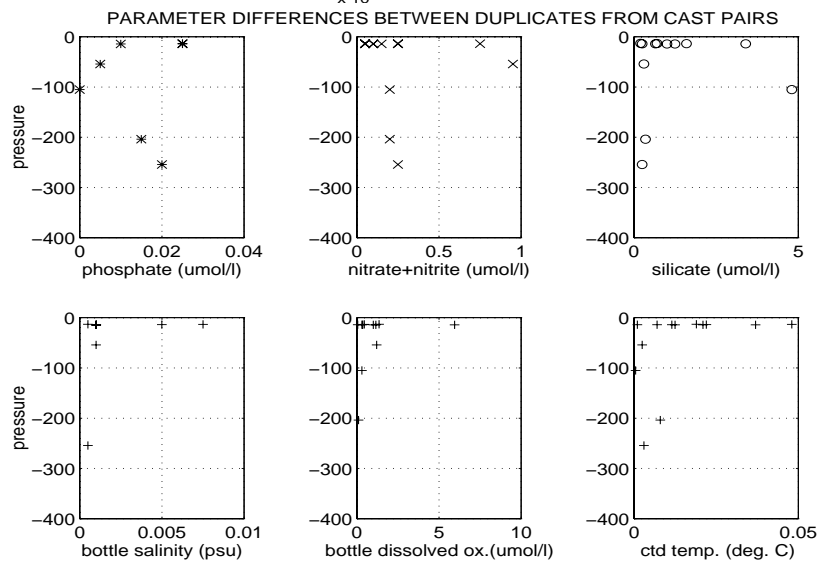 PARAMETER DIFFERENCES BETWEEN DUPLICATES FROM CAST PAIRS
0
−100
−200
−300
−400
pressure
0 0.02 0.04
phosphate (umol/l)
0
−100
−200
−300
−400
0 0.5 1
nitrate+nitrite (umol/l)
0
−100
−200
−300
−400
0 5
silicate (umol/l)
0
−100
−200
−300
−400
pressure
0 0.005 0.01
bottle salinity (psu)
0
−100
−200
−300
−400
0 5 10
bottle dissolved ox.(umol/l)
0
−100
−200
−300
−400
0 0.05
ctd temp. (deg. C)